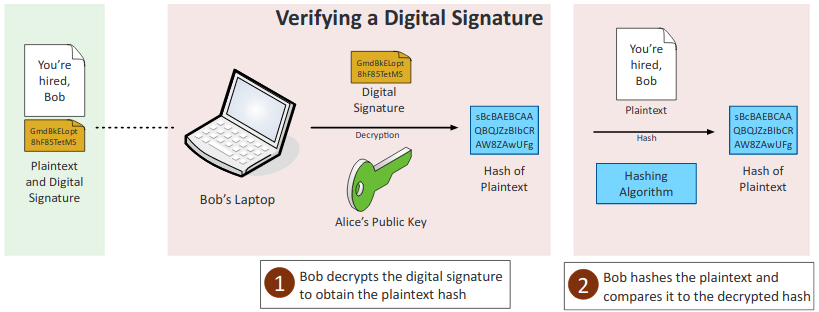 Verifying a Digital Signature
You're
hired,
Bob
GmdBkELopt
8hF85TetMS
Plaintext
and Digital
Signature
Bob's Laptop
GmdBkELopt
8hF85TetMS
Digital
Signature
Decryption
Alice's Public Key
sBcBAEBCAA
QBQJZzBIbCR
AW8ZAwUFg
Hash of
Plaintext
1
Bob decrypts the digital signature
to obtain the plaintext hash
You're
hired,
Bob
Plaintext
Hash
Hashing
Algorithm
sBcBAEBCAA
QBQJZzBIbCR
AW8ZAwUFg
Hash of
Plaintext
2
Bob hashes the plaintext and
compares it to the decrypted hash